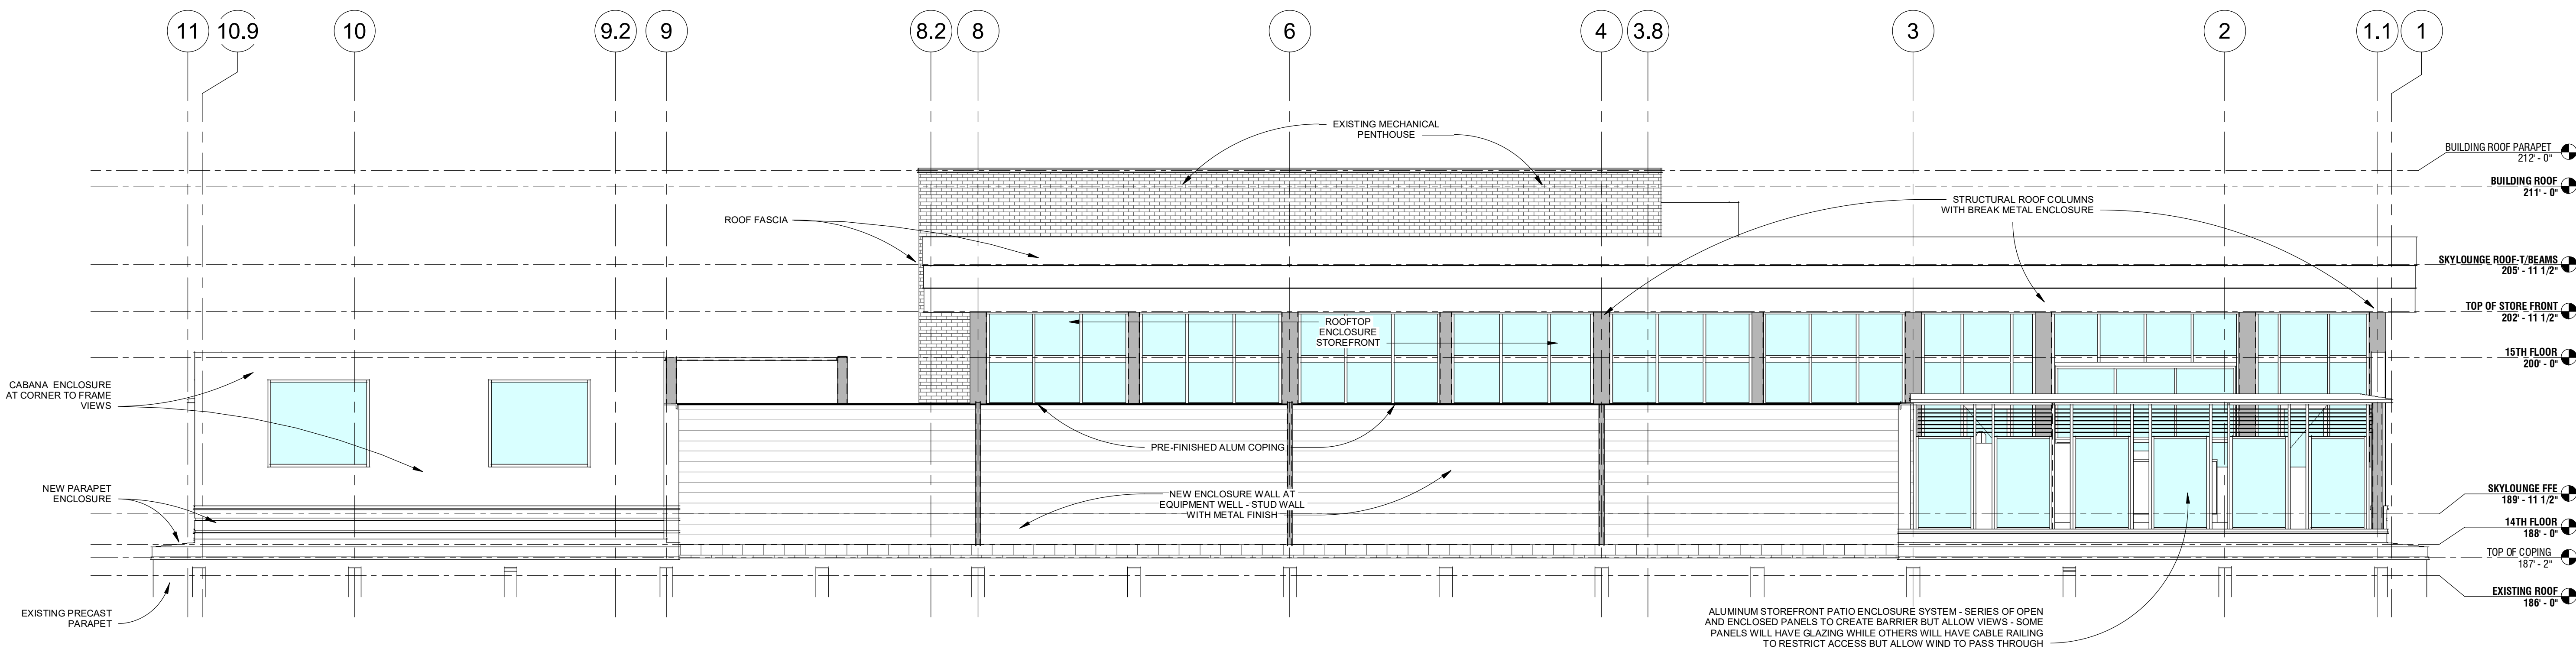 11
10.9
10
9.2
9
8.2
8
6
4
3.8
3
2
1.1
1
EXISTING MECHANICAL
PENTHOUSE
BUILDING ROOF PARAPET
212' - 0"
BUILDING ROOF
211' - 0"
ROOF FASCIA
STRUCTURAL ROOF COLUMNS
WITH BREAK METAL ENCLOSURE
SKYLOUNGE ROOF-T/BEAMS
205' - 11 1/2"
TOP OF STORE FRONT
202' - 11 1/2"
ROOFTOP
ENCLOSURE
STOREFRONT
15TH FLOOR
200' - 0"
CABANA ENCLOSURE
AT CORNER TO FRAME
VIEWS
PRE-FINISHED ALUM COPING
NEW PARAPET
ENCLOSURE
NEW ENCLOSURE WALL AT
EQUIPMENT WELL - STUD WALL
WITH METAL FINISH
SKYLOUNGE FFE
189' - 11 1/2"
14TH FLOOR
188' - 0"
TOP OF COPING
187' - 2"
EXISTING ROOF
186' - 0"
EXISTING PRECAST
PARAPET
ALUMINUM STOREFRONT PATIO ENCLOSURE SYSTEM - SERIES OF OPEN
AND ENCLOSED PANELS TO CREATE BARRIER BUT ALLOW VIEWS - SOME
PANELS WILL HAVE GLAZING WHILE OTHERS WILL HAVE CABLE RAILING
TO RESTRICT ACCESS BUT ALLOW WIND TO PASS THROUGH